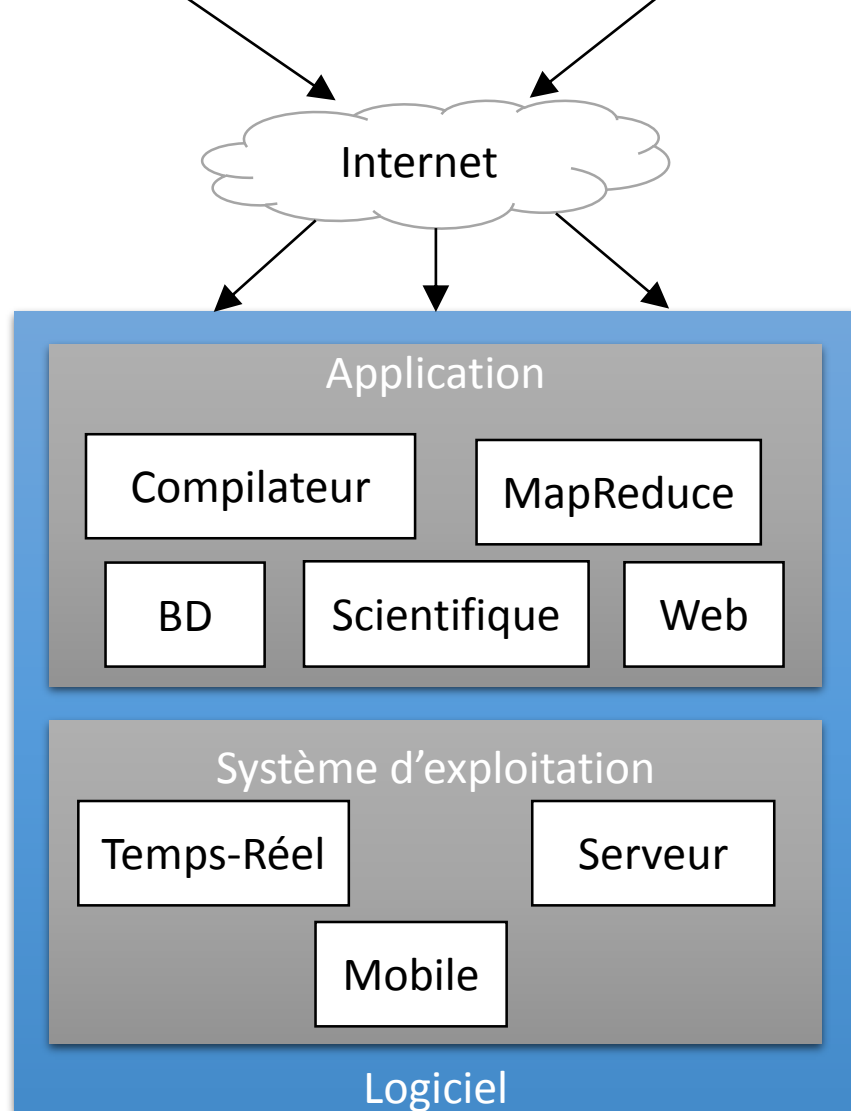 Internet
Application
Compilateur
MapReduce
BD
Scientifique
Web
Système d’exploitation
Temps-Réel
Serveur
Mobile
Logiciel